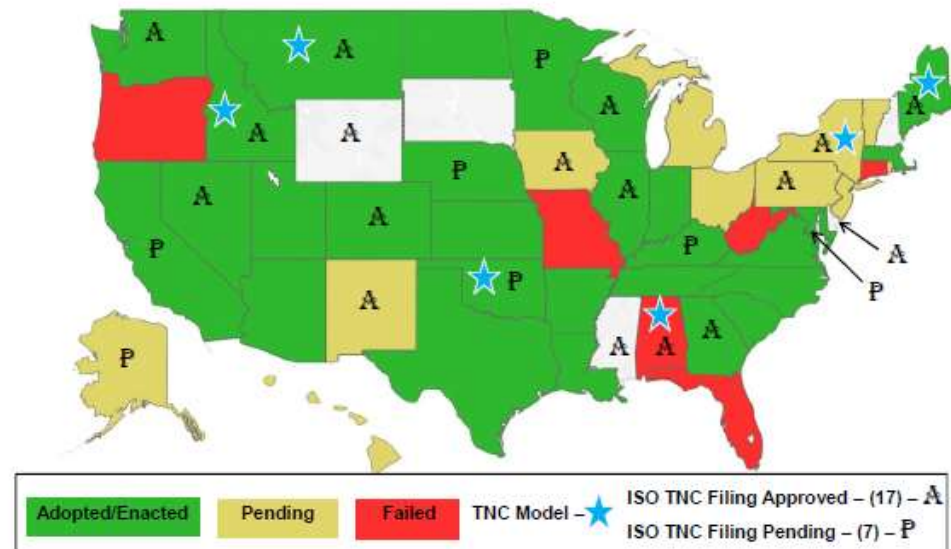 A A P
A A
A A A
P A
A A A A
P P A
P P
A A
A A A
P
Adopted/Enacted
Pending
Failed
TNC Model –
ISO TNC Filing Approved – (17) – A
ISO TNC Filing Pending – (7) – P